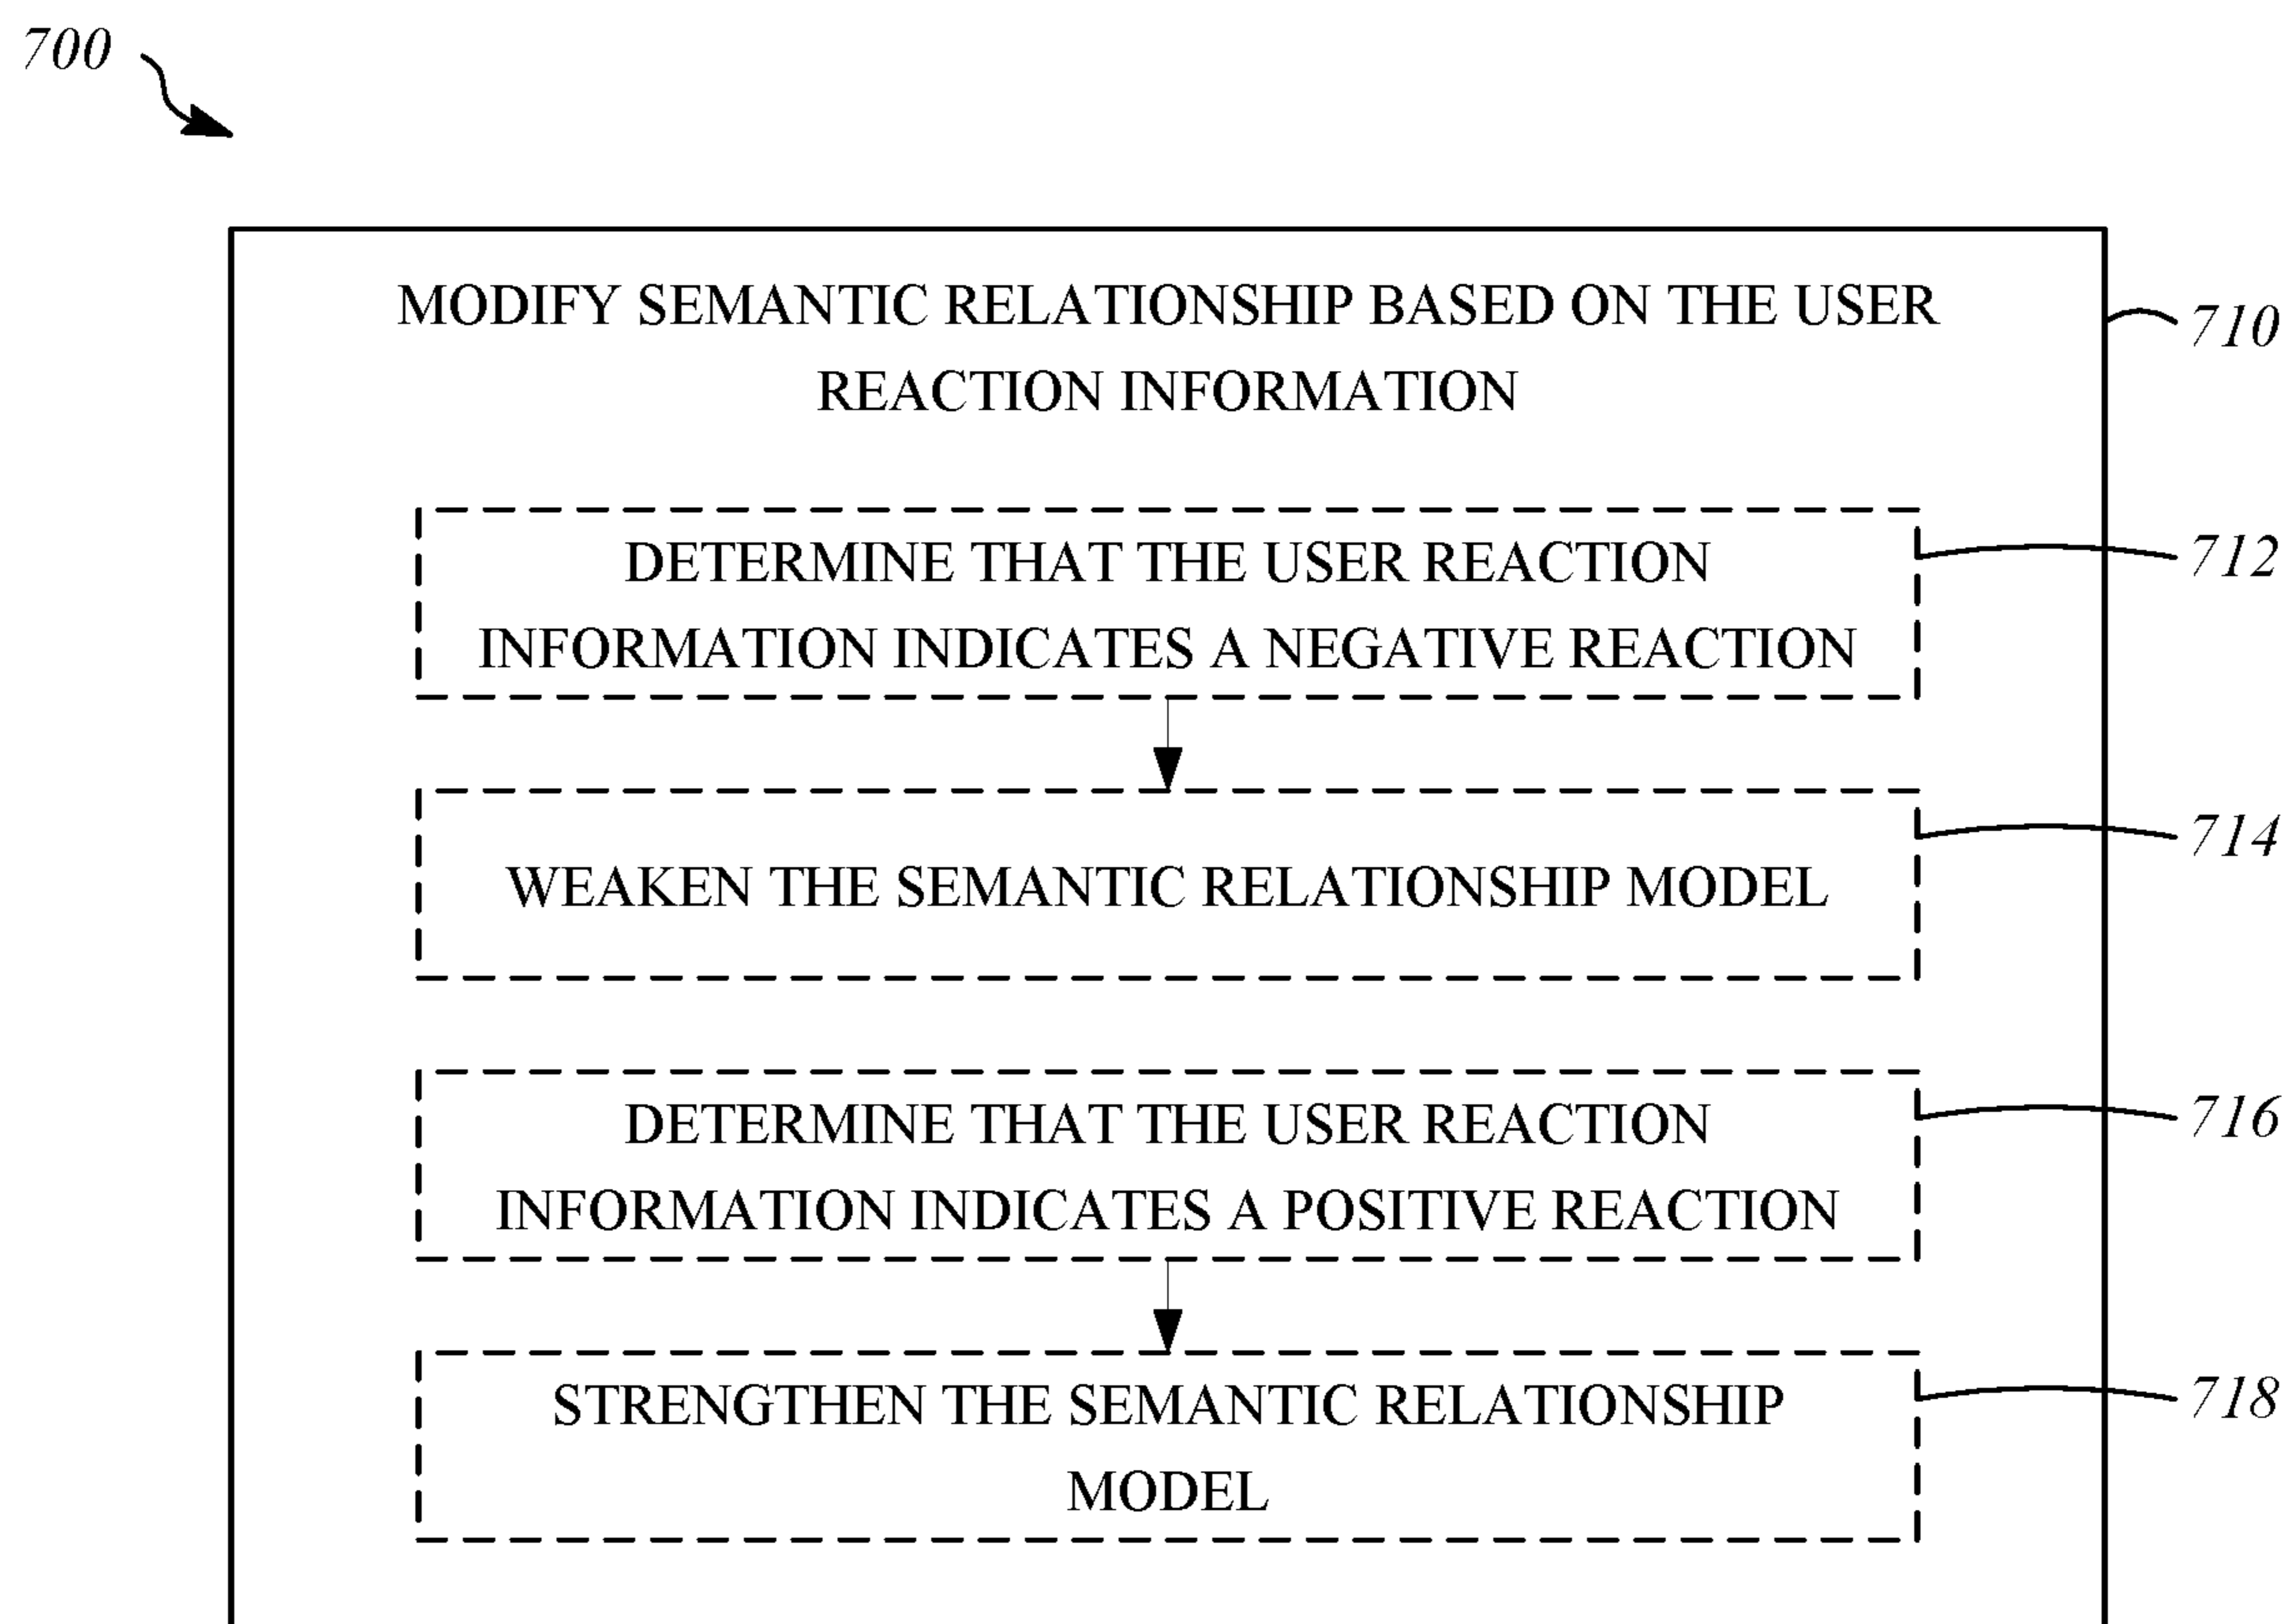 700
MODIFY SEMANTIC RELATIONSHIP BASED ON THE USER
REACTION INFORMATION
710
DETERMINE THAT THE USER REACTION
INFORMATION INDICATES A NEGATIVE REACTION
712
WEAKEN THE SEMANTIC RELATIONSHIP MODEL
714
DETERMINE THAT THE USER REACTION
INFORMATION INDICATES A POSITIVE REACTION
716
STRENGTHEN THE SEMANTIC RELATIONSHIP
MODEL
718